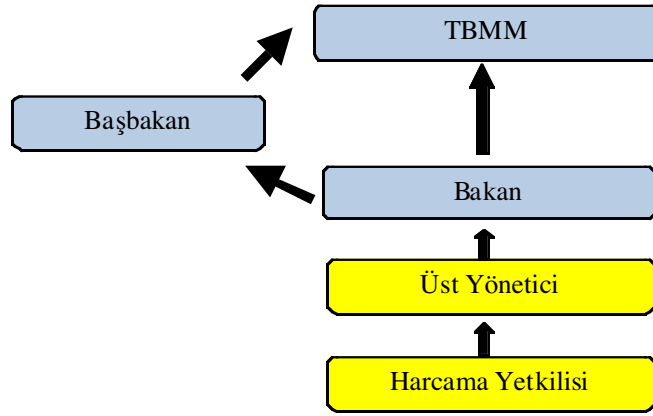 TBMM
Başbakan
Bakan
Üst Yönetici
Harcama Yetkilisi